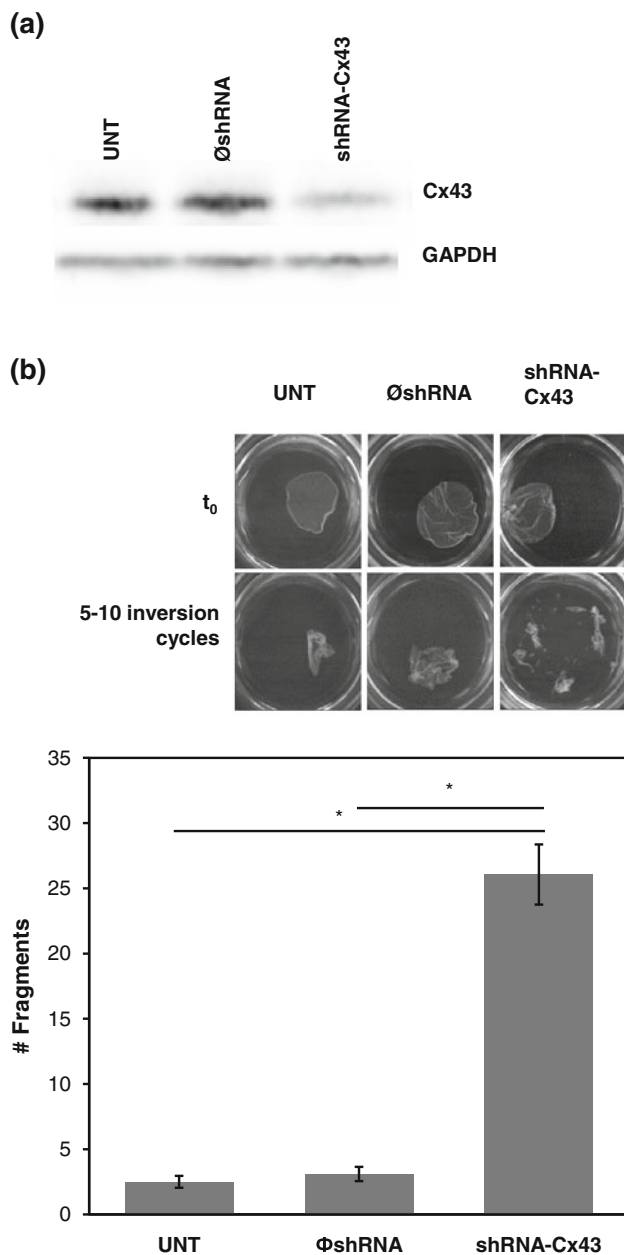 (a)
UNT
ØshRNA
shRNA-Cx43
Cx43
GAPDH
(b)
UNT
ØshRNA
shRNA-
Cx43
t0
5-10 inversion
cycles
35
30
25
20
15
10
5
0
# Fragments
*
*
UNT
ΦshRNA
shRNA-Cx43